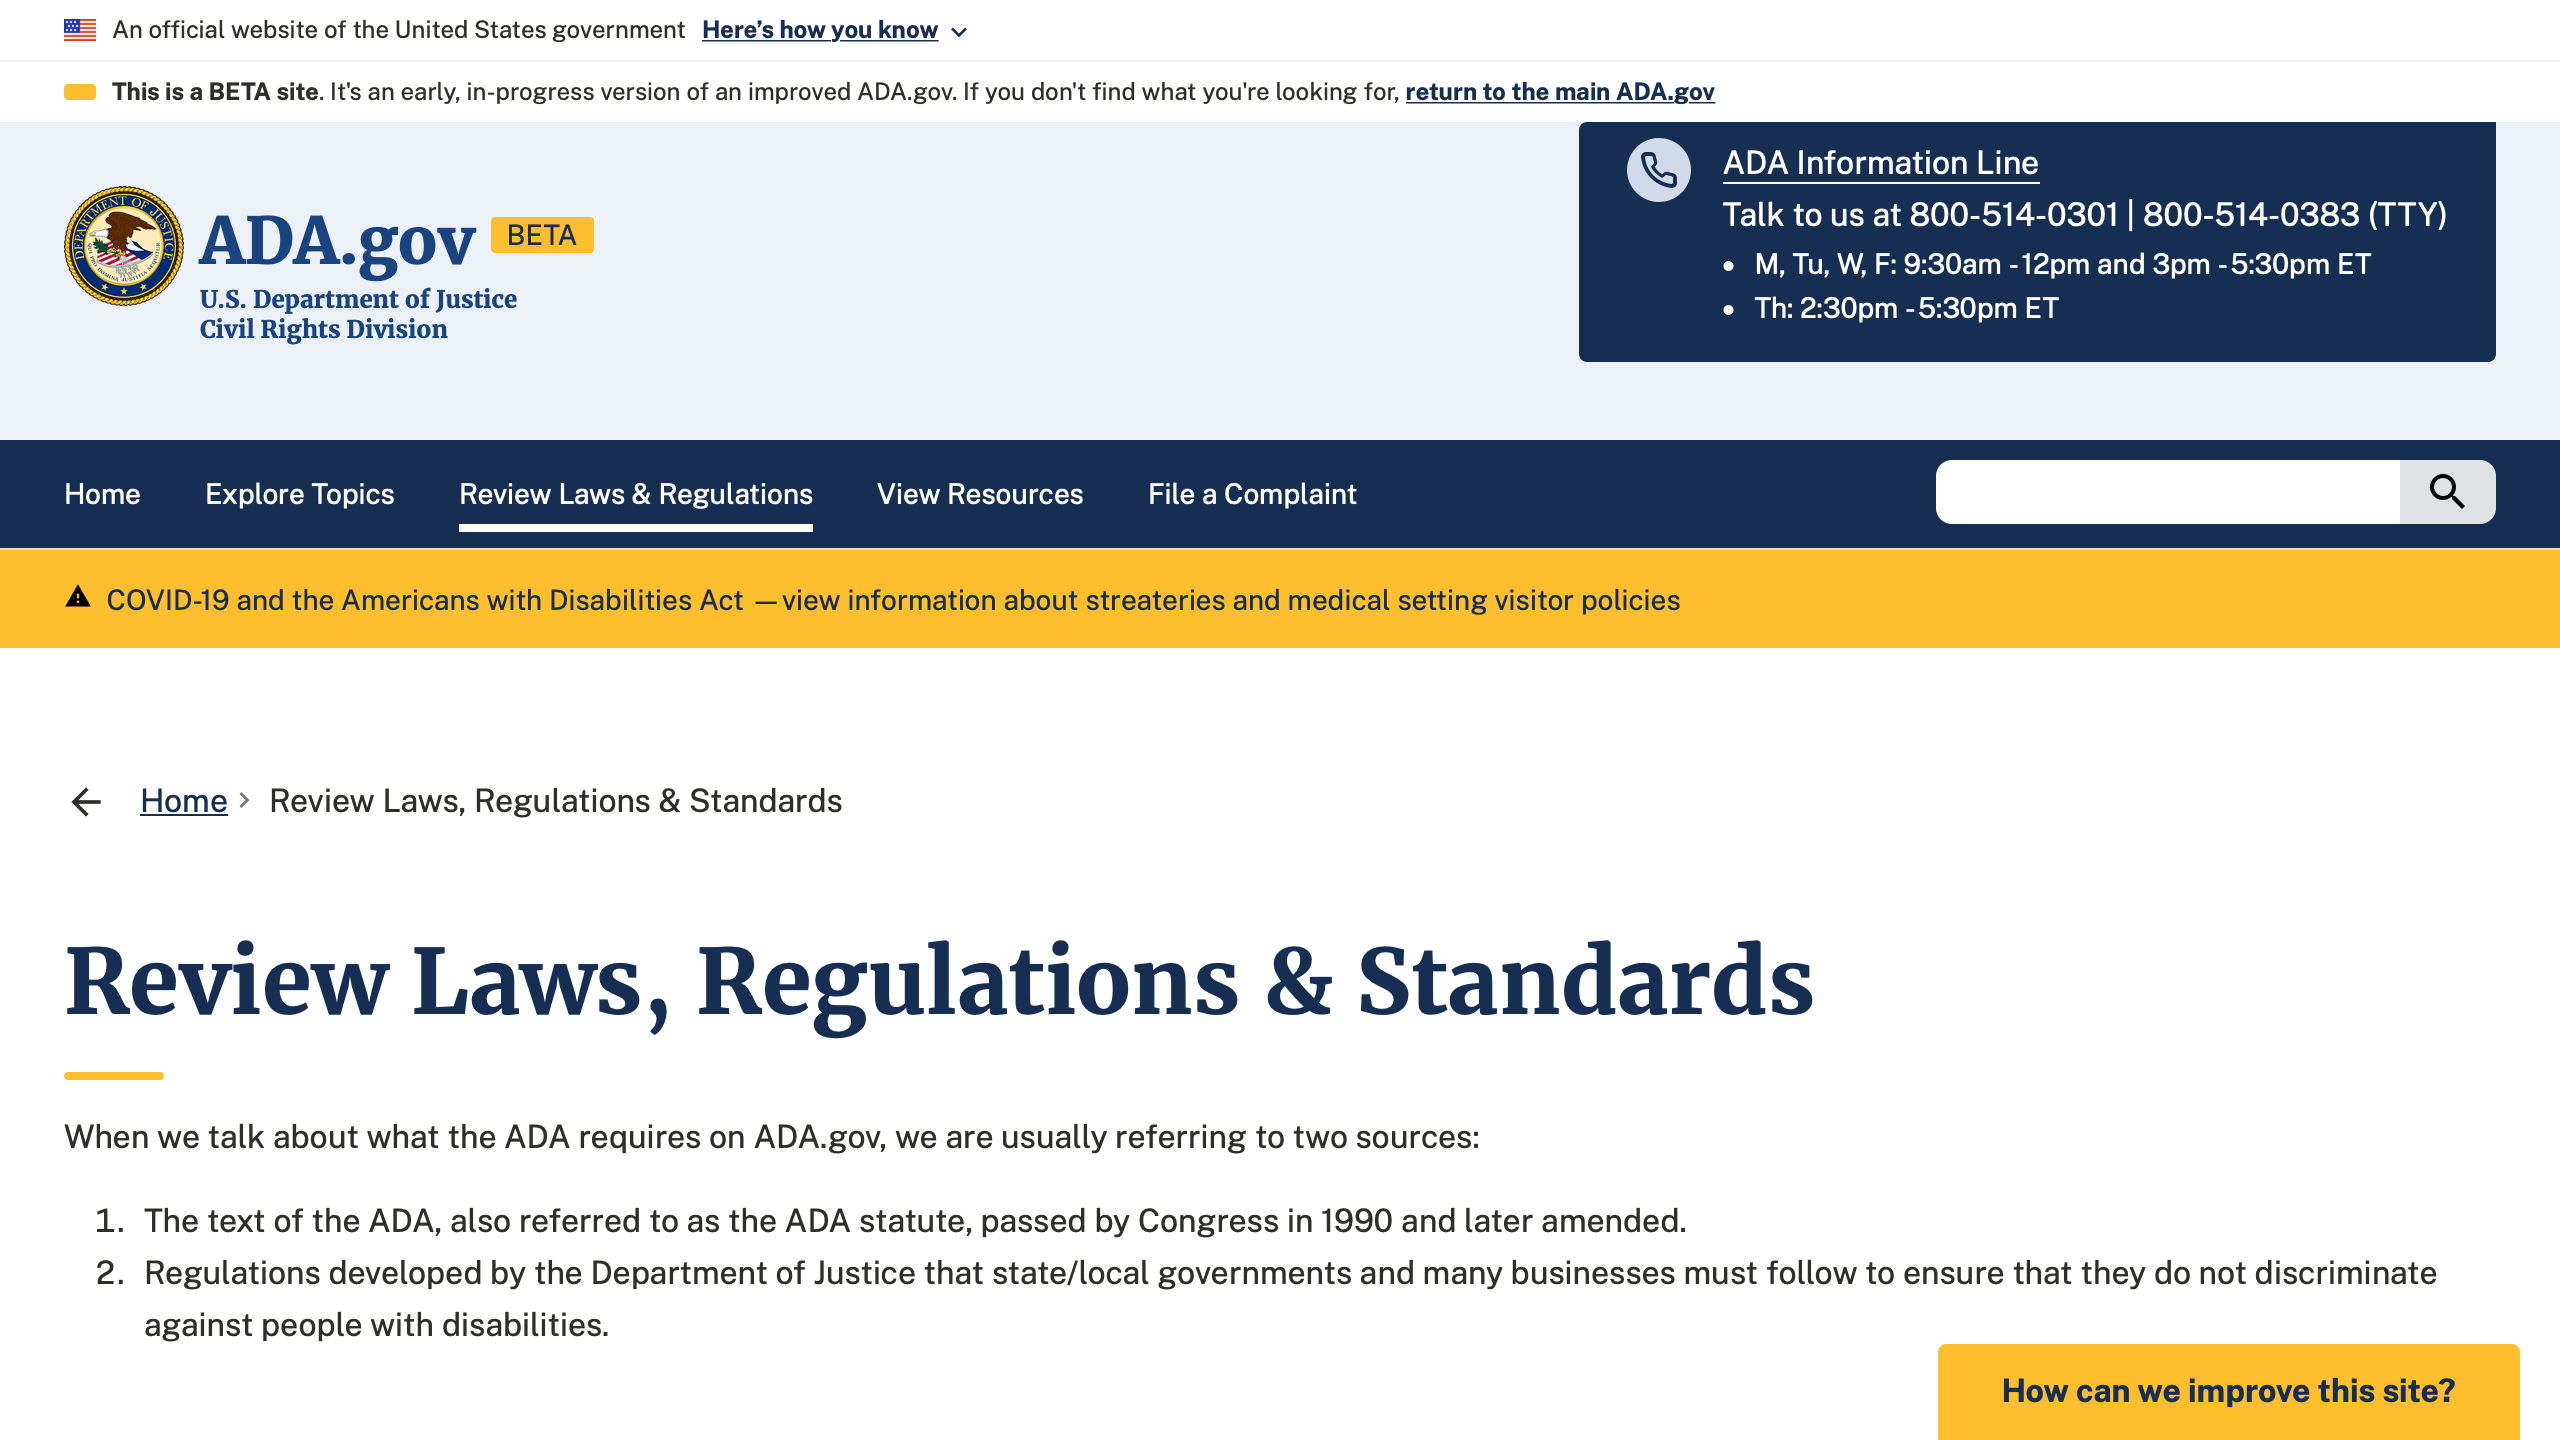 An official website of the United States government Here’s how you know
This is a BETA site. It's an early, in-progress version of an improved ADA.gov. If you don't find what you're looking for, return to the main ADA.gov
ADA Information Line
Talk to us at 800-514-0301 | 800-514-0383 (TTY)
• M, Tu, W, F: 9:30am - 12pm and 3pm - 5:30pm ET
• Th: 2:30pm - 5:30pm ET
DEPARTMENT OF JUSTICE
ADA.gov BETA
U.S. Department of Justice
Civil Rights Division
Home Explore Topics Review Laws & Regulations View Resources File a Complaint
COVID-19 and the Americans with Disabilities Act — view information about streateries and medical setting visitor policies
Home Review Laws, Regulations & Standards
Review Laws, Regulations & Standards
When we talk about what the ADA requires on ADA.gov, we are usually referring to two sources:
1. The text of the ADA, also referred to as the ADA statute, passed by Congress in 1990 and later amended.
2. Regulations developed by the Department of Justice that state/local governments and many businesses must follow to ensure that they do not discriminate
against people with disabilities.
How can we improve this site?